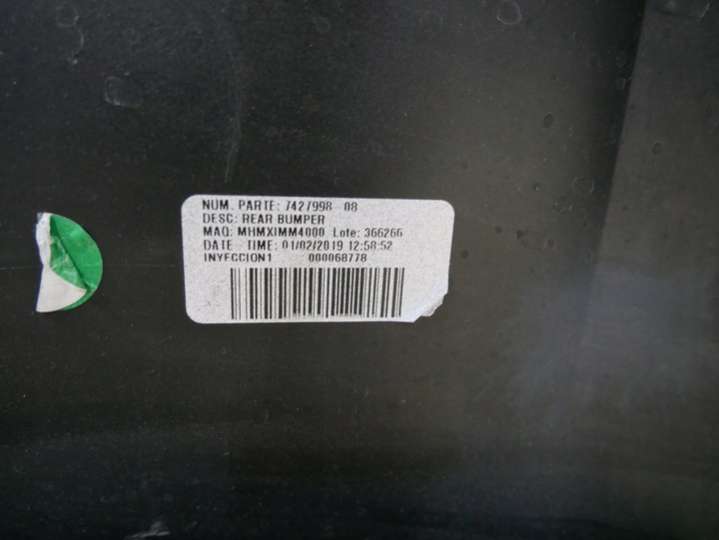 NUM. PARTE: 7427998-08
DESC: REAR BUMPER
MAQ: MHMXIMM4000 Lote: 366266
DATE - TIME: 01/02/2019 12:58:52
INYECCION1 000068778